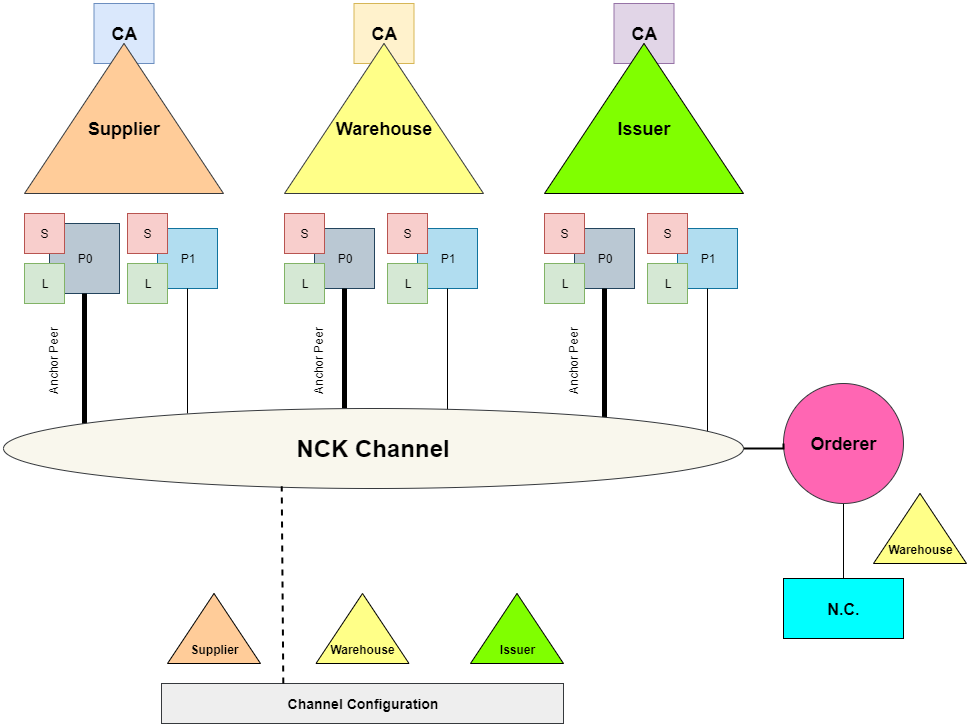 CA
CA
CA
Supplier
Warehouse
Issuer
S
P0
L
S
P1
L
S
P0
L
S
P1
L
S
P0
L
S
P1
L
Anchor Peer
Anchor Peer
Anchor Peer
NCK Channel
Orderer
Warehouse
N.C.
Supplier
Warehouse
Issuer
Channel Configuration